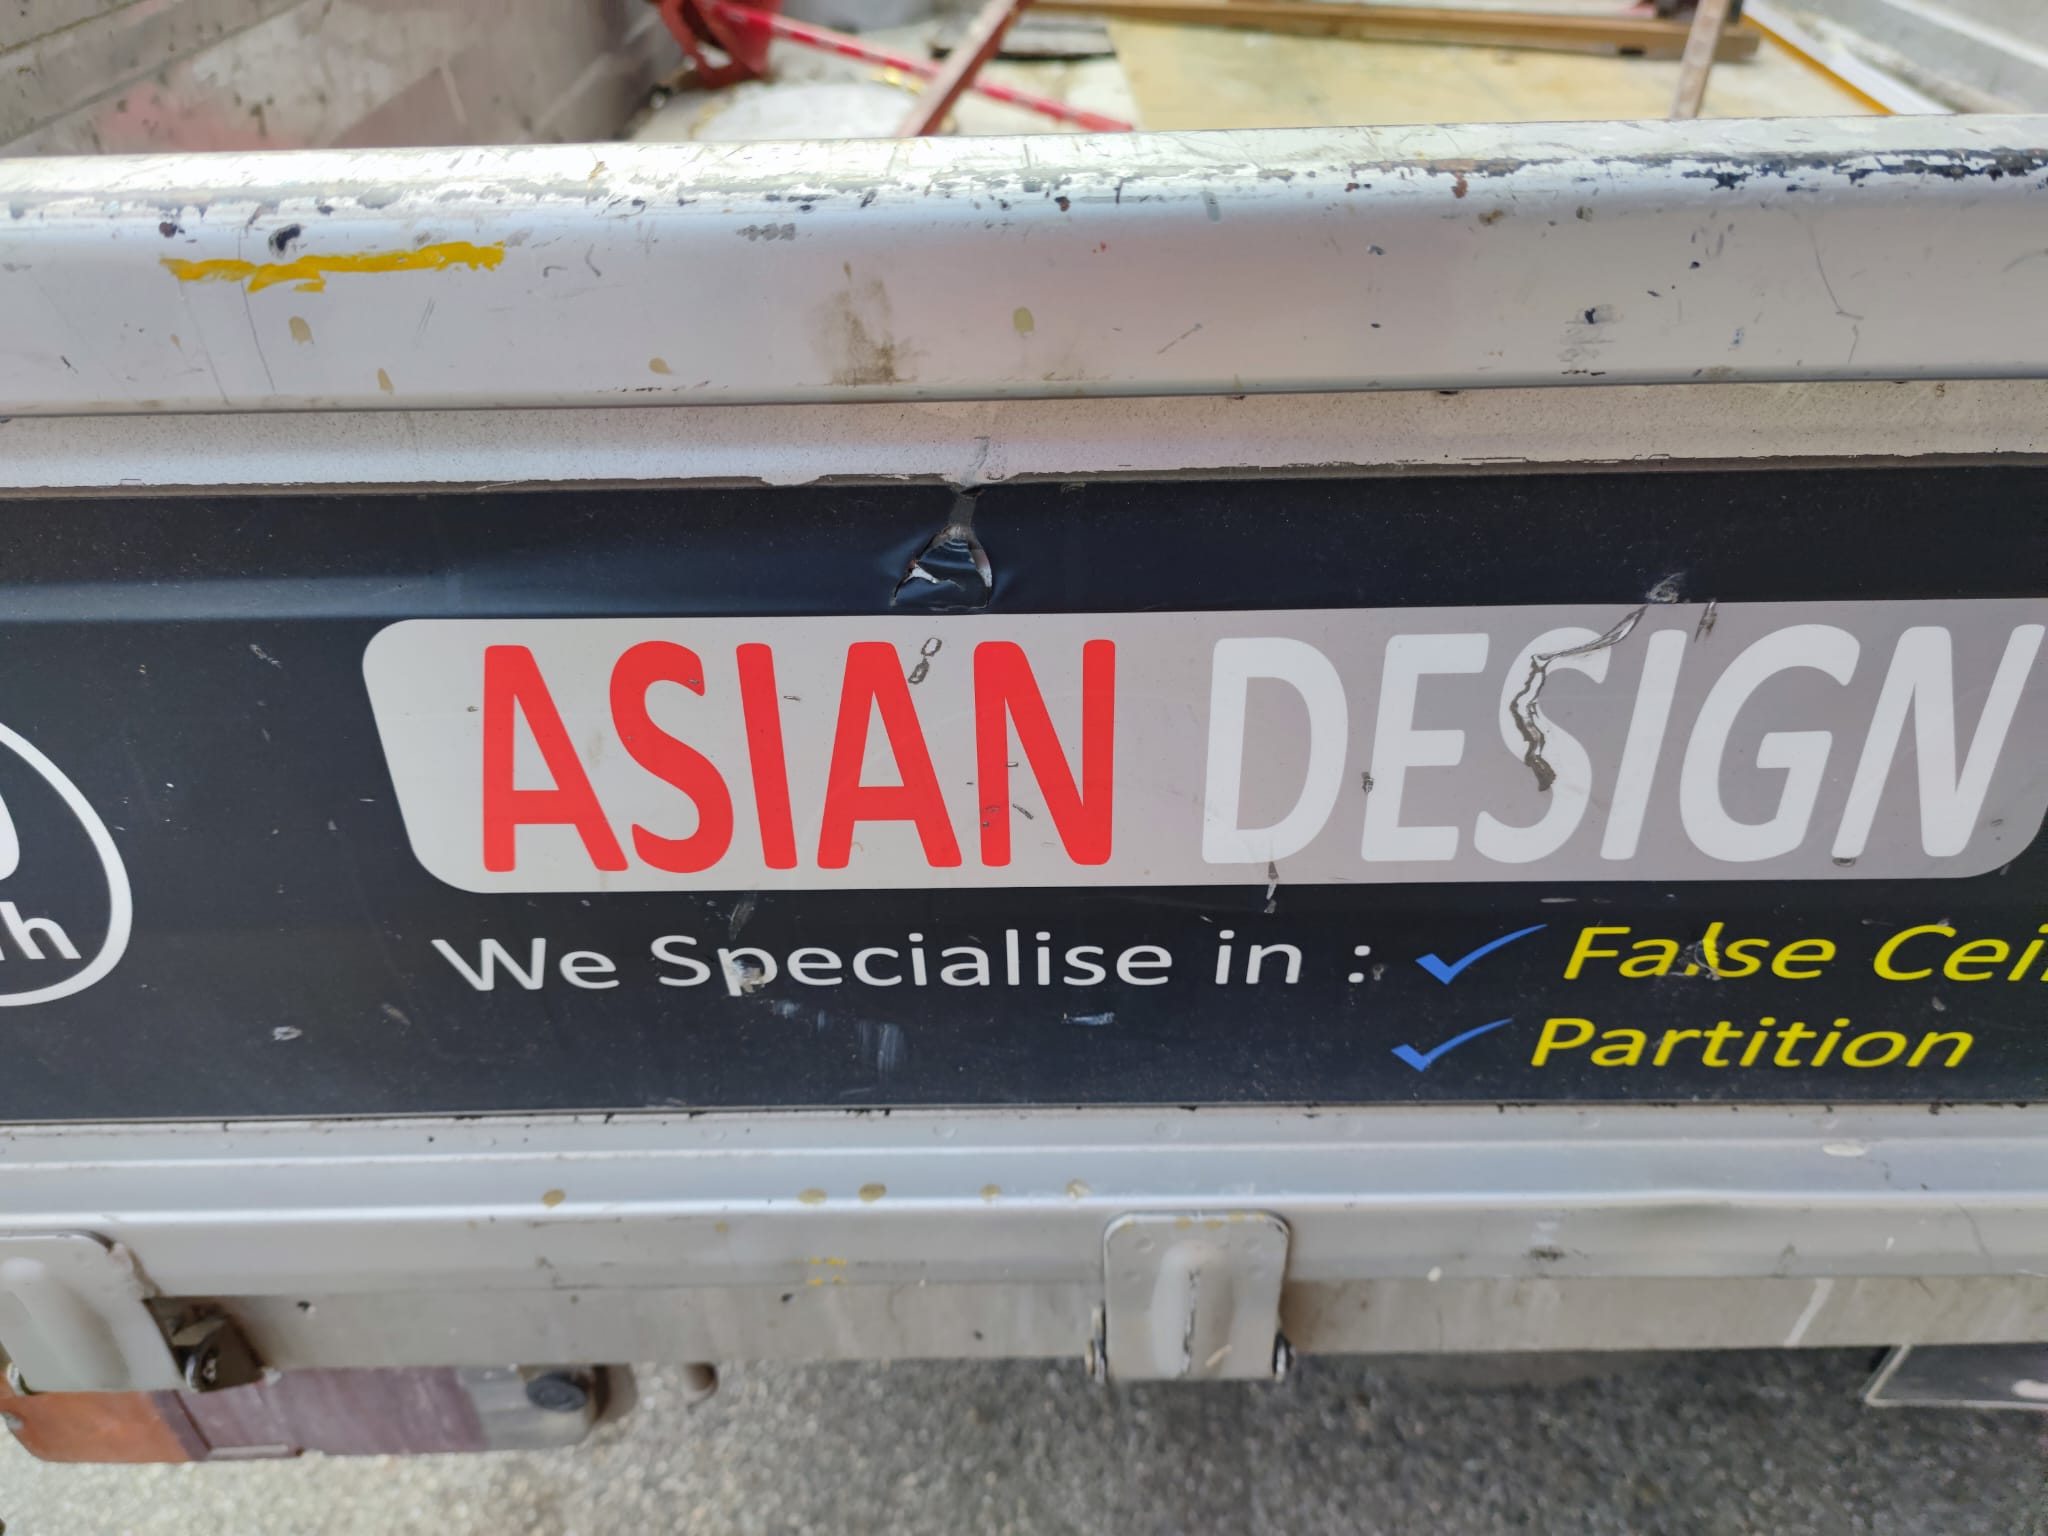 ASIAN DESIGN
We Specialise in : ✓ False Cei
✓ Partition